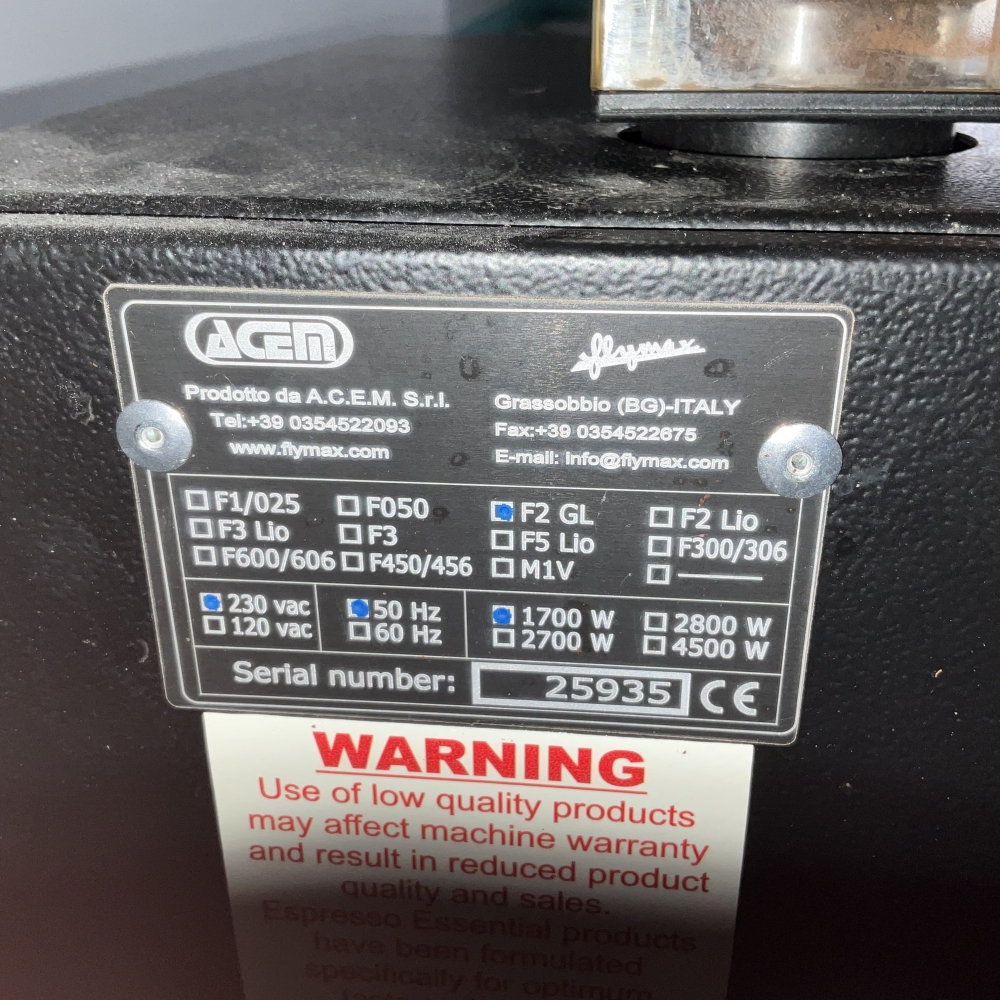 ACEM
flymax
Prodotto da A.C.E.M. S.r.l.
Tel:+39 0354522093
www.flymax.com
Grassobbio (BG)-ITALY
Fax:+39 0354522675
E-mail: info@flymax.com
F1/025 F050 F2 GL F2 Lio
F3 Lio F3 F5 Lio F300/306
F600/606 F450/456 M1V
230 vac 50 Hz 1700 W 2800 W
120 vac 60 Hz 2700 W 4500 W
Serial number: 25935 CE
WARNING
Use of low quality products
may affect machine warranty
and result in reduced product
quality and sales.
Espresso Essential products
have been formulated
specifically for optimum